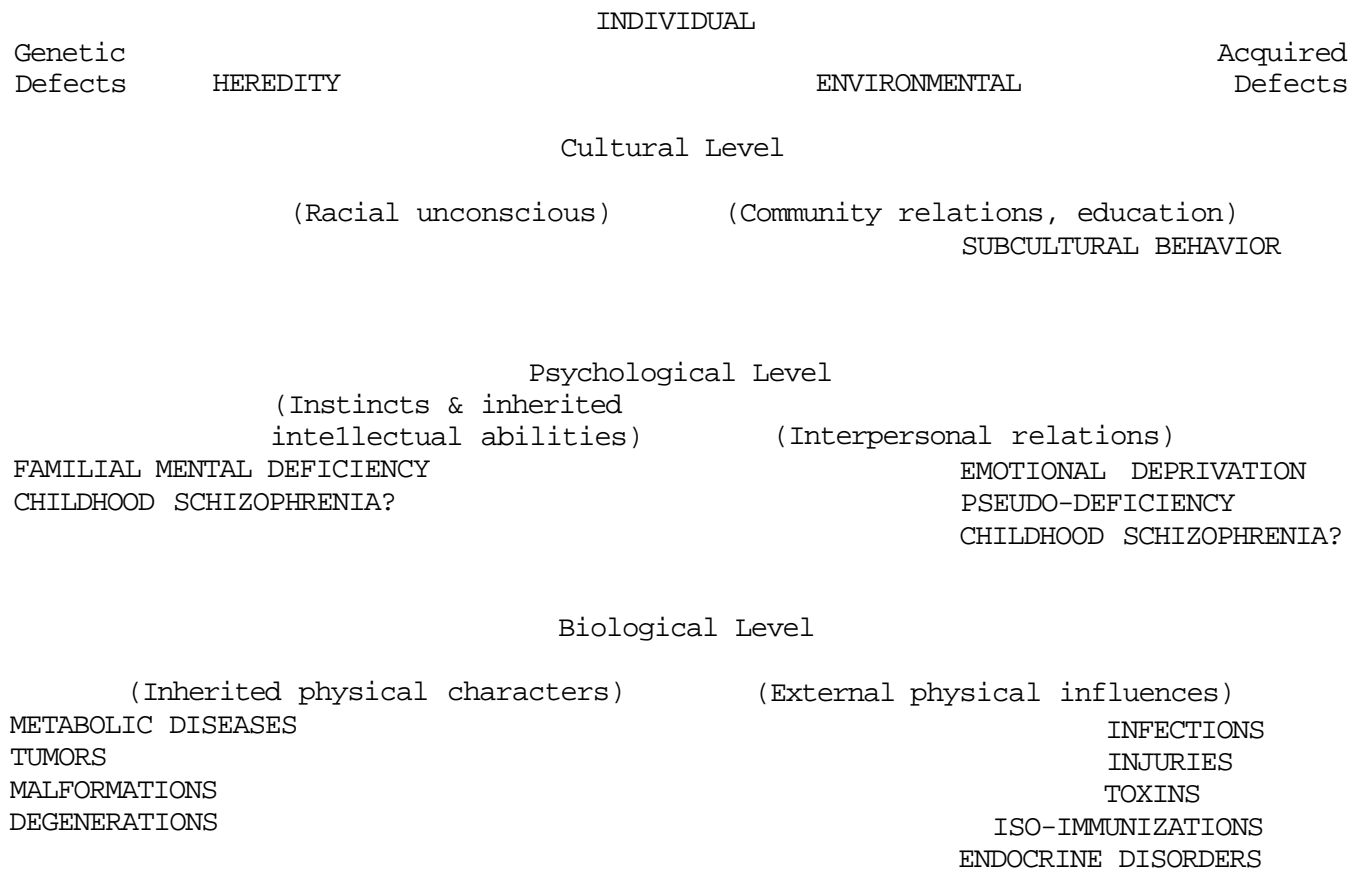 INDIVIDUAL
Genetic Acquired
Defects HEREDITY ENVIRONMENTAL Defects
Cultural Level
(Racial unconscious) (Community relations, education)
SUBCULTURAL BEHAVIOR
Psychological Level
(Instincts & inherited
intellectual abilities) (Interpersonal relations)
FAMILIAL MENTAL DEFICIENCY EMOTIONAL DEPRIVATION
CHILDHOOD SCHIZOPHRENIA? PSEUDO-DEFICIENCY
CHILDHOOD SCHIZOPHRENIA?
Biological Level
(Inherited physical characters) (External physical influences)
METABOLIC DISEASES INFECTIONS
TUMORS INJURIES
MALFORMATIONS TOXINS
DEGENERATIONS ISO-IMMUNIZATIONS
ENDOCRINE DISORDERS